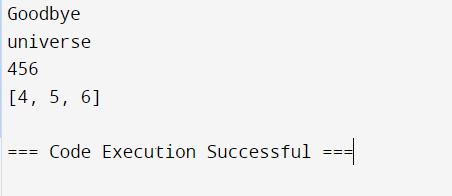 Goodbye
universe
456
[4, 5, 6]
=== Code Execution Successful ===